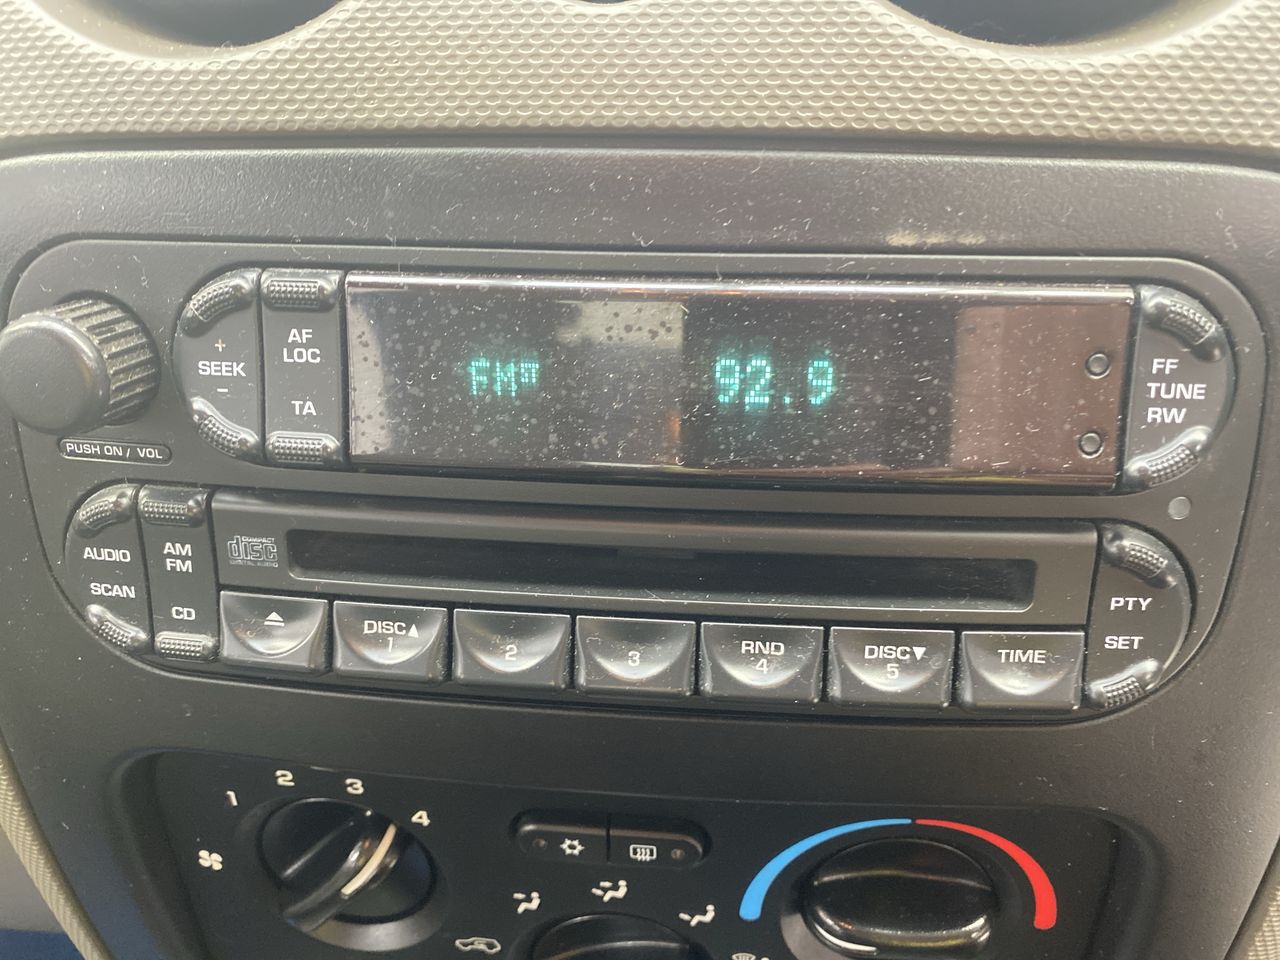 +
SEEK
-
AF
LOC
TA
FM
92.9
FF
TUNE
RW
PUSH ON / VOL
AUDIO
SCAN
AM
FM
CD
COMPACT
disc
DIGITAL AUDIO
DISC▲
1
2
3
RND
4
DISC▼
5
TIME
PTY
SET
1
2
3
4